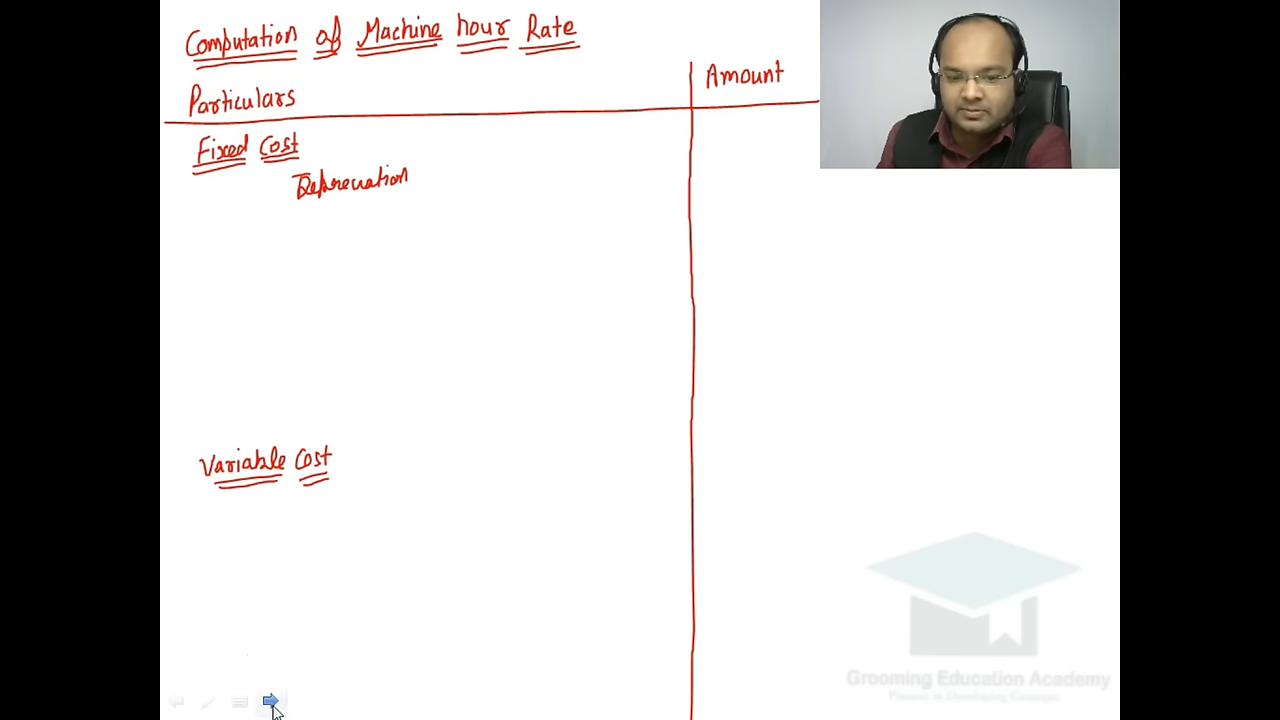 Computation of Machine hour Rate
Particulars
Amount
Fixed Cost
Depreciation
Variable Cost
Grooming Education Academy